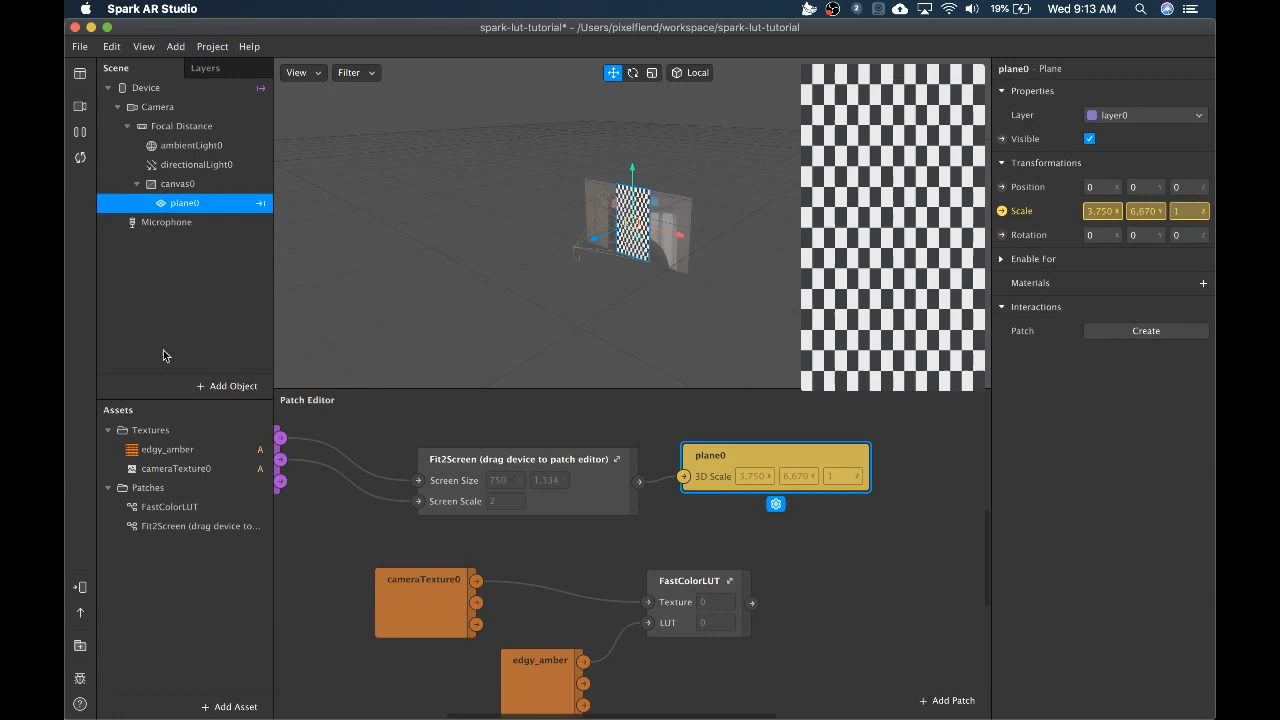 Spark AR Studio
2
19%
Wed 9:13 AM
spark-lut-tutorial* - /Users/pixelfiend/workspace/spark-lut-tutorial
File Edit View Add Project Help
Scene
Layers
Device
Camera
Focal Distance
ambientLight0
directionalLight0
canvas0
plane0
Microphone
+ Add Object
Assets
Textures
edgy_amber A
cameraTexture0 A
Patches
FastColorLUT
Fit2Screen (drag device to...
+ Add Asset
View
Filter
Local
Patch Editor
Fit2Screen (drag device to patch editor)
Screen Size 750 X 1,334 Y
Screen Scale 2
plane0
3D Scale 3,750 X 6,670 Y 1 Z
cameraTexture0
FastColorLUT
Texture 0
LUT 0
edgy_amber
+ Add Patch
plane0 - Plane
Properties
Layer layer0
Visible
Transformations
Position 0 X 0 Y 0 Z
Scale 3,750 X 6,670 Y 1 Z
Rotation 0 X 0 Y 0 Z
Enable For
Materials +
Interactions
Patch Create